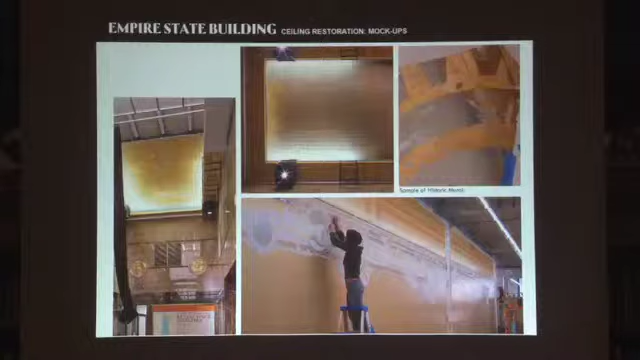 EMPIRE STATE BUILDING CEILING RESTORATION: MOCK-UPS
Sample of Historic Mural